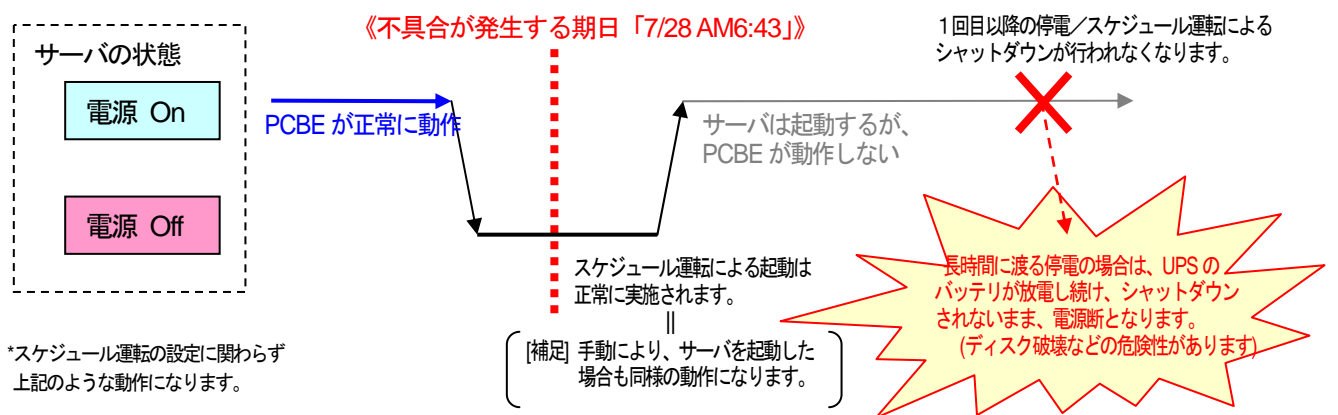 《不具合が発生する期日「7/28 AM6:43」》
1回目以降の停電／スケジュール運転による
シャットダウンが行われなくなります。
サーバの状態
電源 On
電源 Off
PCBE が正常に動作
サーバは起動するが、
PCBE が動作しない
スケジュール運転による起動は
正常に実施されます。
||
[補足] 手動により、サーバを起動した
場合も同様の動作になります。
長時間に渡る停電の場合は、UPS の
バッテリが放電し続け、シャットダウン
されないまま、電源断となります。
(ディスク破壊などの危険性があります)
*スケジュール運転の設定に関わらず
上記のような動作になります。